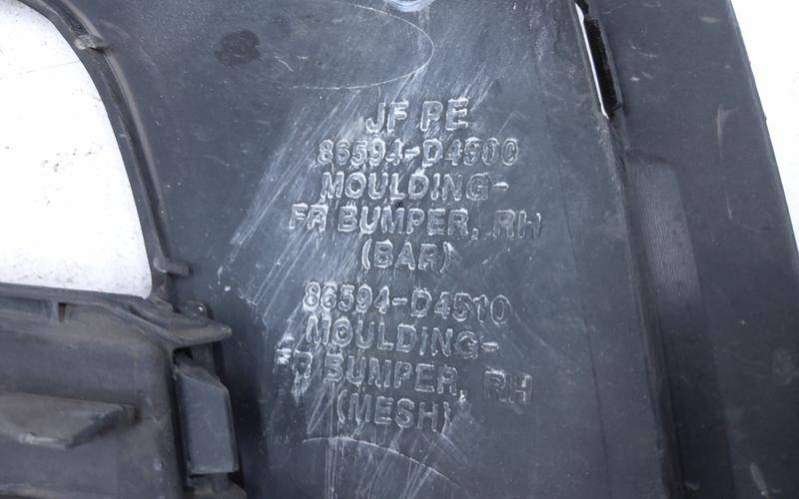 JF PE
86594-D4900
MOULDING-
FR BUMPER, RH
(BAR)
86594-D4510
MOULDING-
FR BUMPER, RH
(MESH)